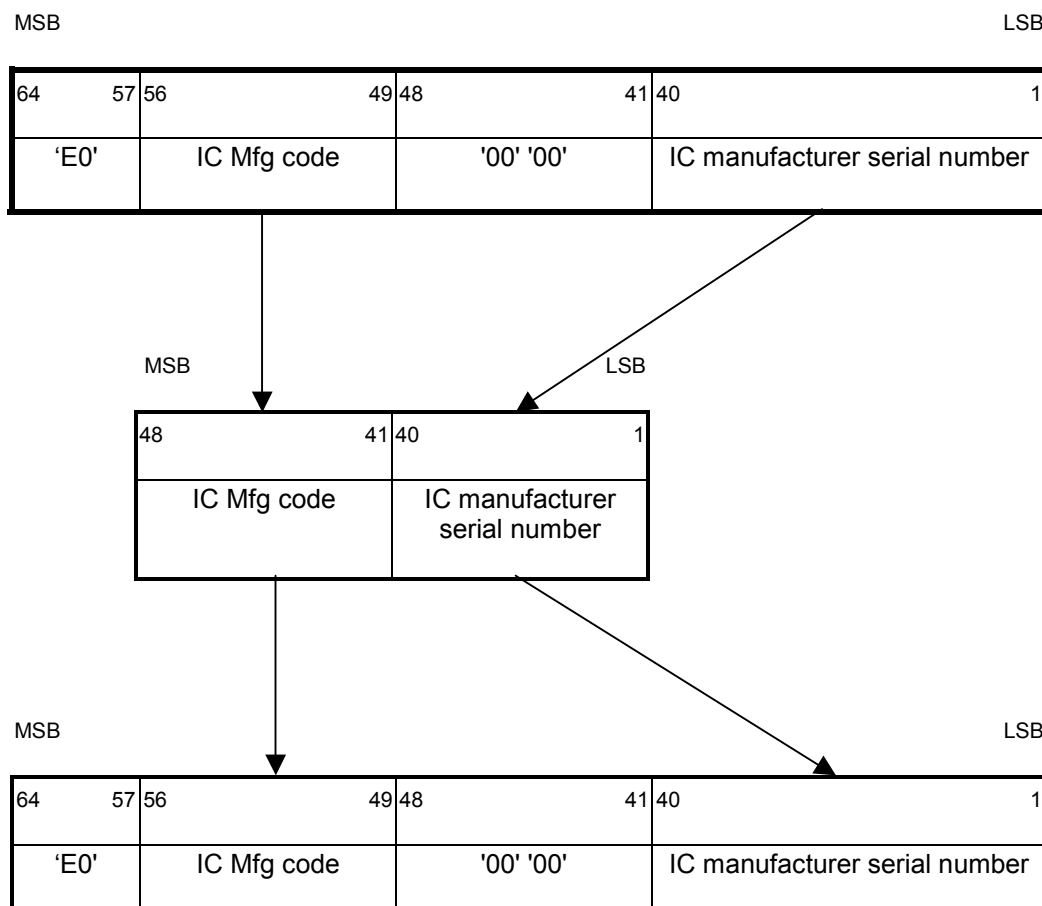 MSB LSB
64 57 56 49 48 41 40 1
‘E0' IC Mfg code '00' '00' IC manufacturer serial number
MSB LSB
48 41 40 1
IC Mfg code IC manufacturer
serial number
MSB LSB
64 57 56 49 48 41 40 1
‘E0' IC Mfg code '00' '00' IC manufacturer serial number